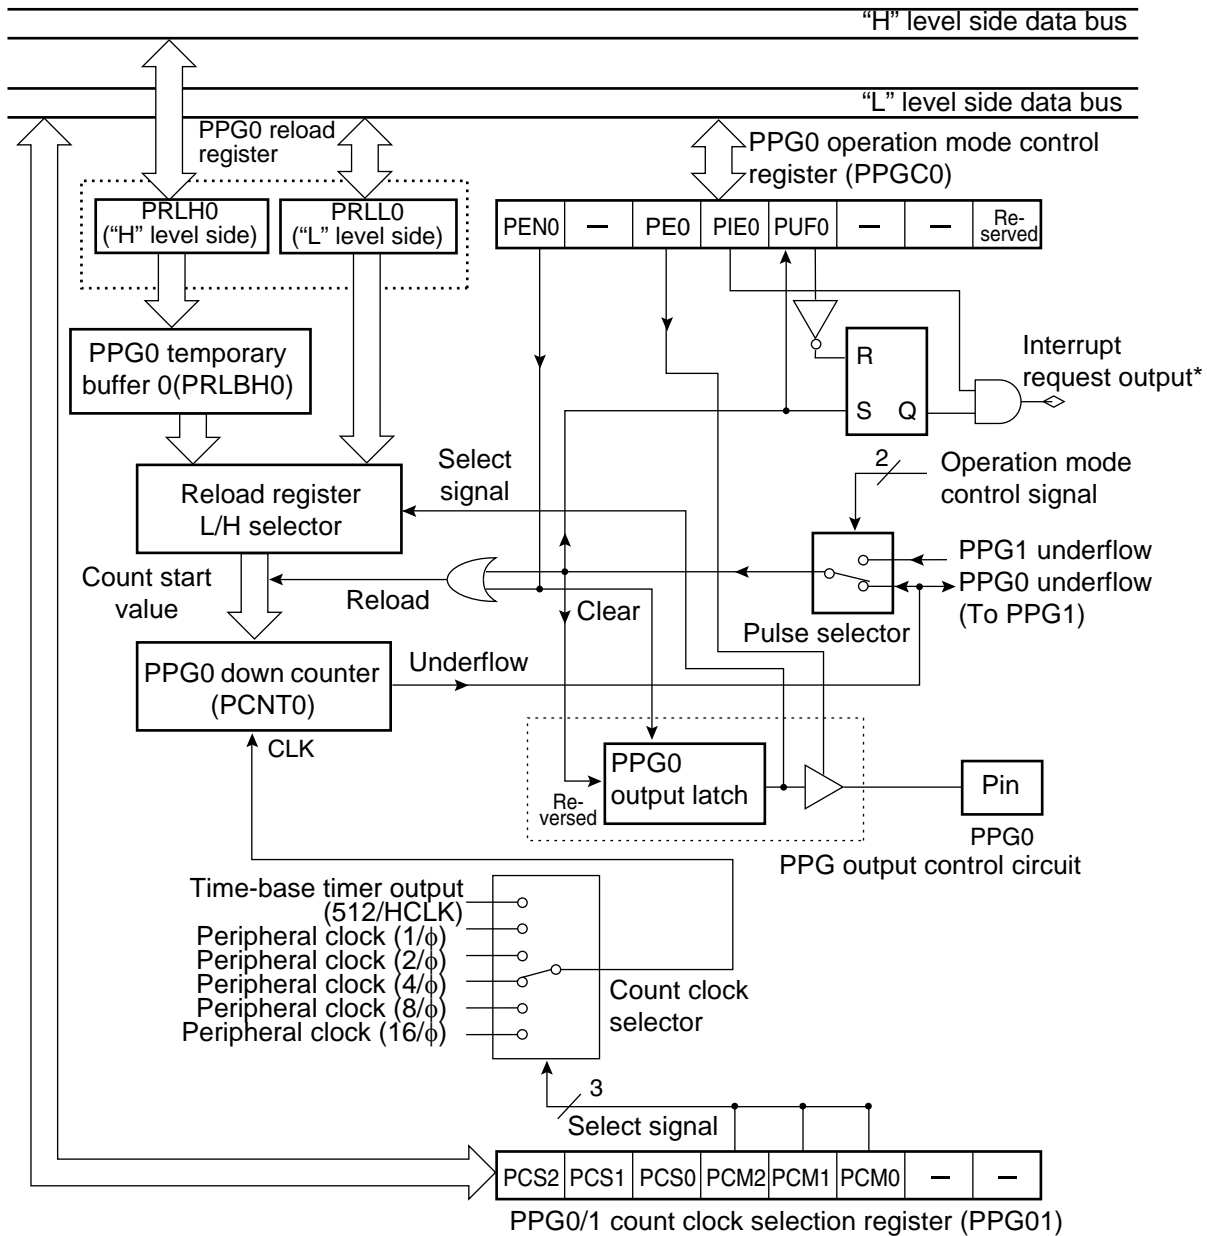 “H” level side data bus
“L” level side data bus
PPG0 reload
register
PPG0 operation mode control
register (PPGC0)
PRLH0
(“H” level side)
PRLL0
(“L” level side)
PEN0 — PE0 PIE0 PUF0 — — Re-
served
PPG0 temporary
buffer 0(PRLBH0)
R
S Q
Interrupt
request output*
Reload register
L/H selector
Select
signal
2
Operation mode
control signal
PPG1 underflow
PPG0 underflow
(To PPG1)
Pulse selector
Count start
value
Reload
Clear
PPG0 down counter
(PCNT0)
Underflow
CLK
PPG0
output latch
Re-
versed
Pin
PPG0
PPG output control circuit
Time-base timer output
(512/HCLK)
Peripheral clock (1/ϕ)
Peripheral clock (2/ϕ)
Peripheral clock (4/ϕ)
Peripheral clock (8/ϕ)
Peripheral clock (16/ϕ)
Count clock
selector
3
Select signal
PCS2 PCS1 PCS0 PCM2 PCM1 PCM0 — —
PPG0/1 count clock selection register (PPG01)